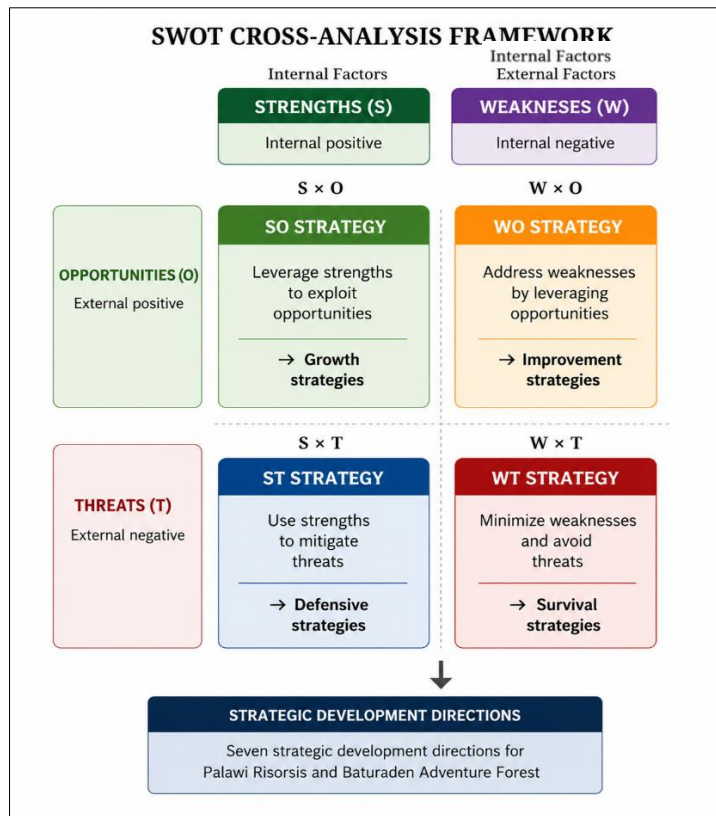 SWOT CROSS-ANALYSIS FRAMEWORK
Internal Factors
Internal Factors
External Factors
STRENGTHS (S)
Internal positive
WEAKNESES (W)
Internal negative
S × O
W × O
OPPORTUNITIES (O)
External positive
SO STRATEGY
Leverage strengths
to exploit
opportunities
→ Growth
strategies
WO STRATEGY
Address weaknesses
by leveraging
opportunities
→ Improvement
strategies
S × T
W × T
THREATS (T)
External negative
ST STRATEGY
Use strengths
to mitigate
threats
→ Defensive
strategies
WT STRATEGY
Minimize weaknesses
and avoid
threats
→ Survival
strategies
STRATEGIC DEVELOPMENT DIRECTIONS
Seven strategic development directions for
Palawi Risorsis and Baturaden Adventure Forest